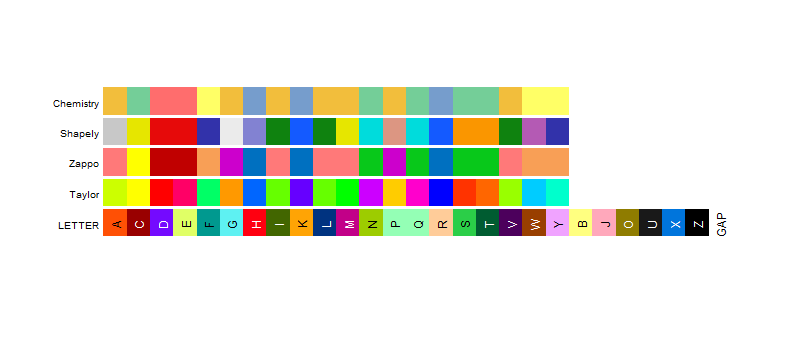 Chemistry
Shapely
Zappo
Taylor
LETTER A C D E F G H I K L M N P Q R S T V W Y B J O U X Z GAP